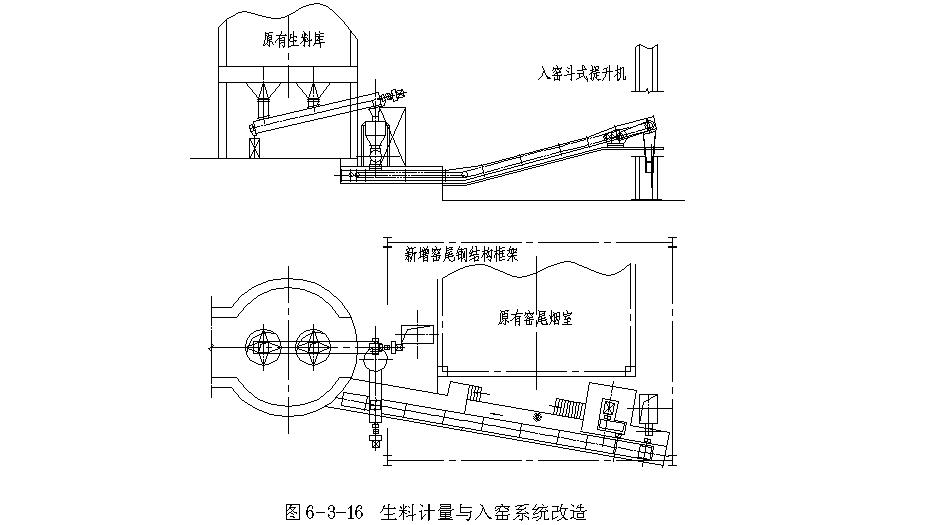 原有生料库
入窑斗式提升机
新增窑尾钢结构框架
原有窑尾烟室
图6-3-16 生料计量与入窑系统改造